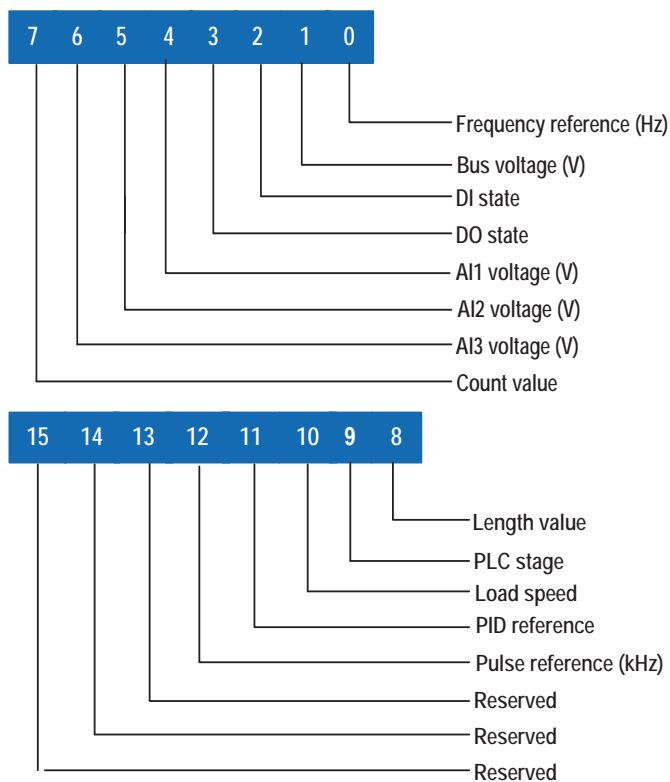 7 6 5 4 3 2 1 0
Frequency reference (Hz)
Bus voltage (V)
DI state
DO state
AI1 voltage (V)
AI2 voltage (V)
AI3 voltage (V)
Count value
15 14 13 12 11 10 9 8
Length value
PLC stage
Load speed
PID reference
Pulse reference (kHz)
Reserved
Reserved
Reserved